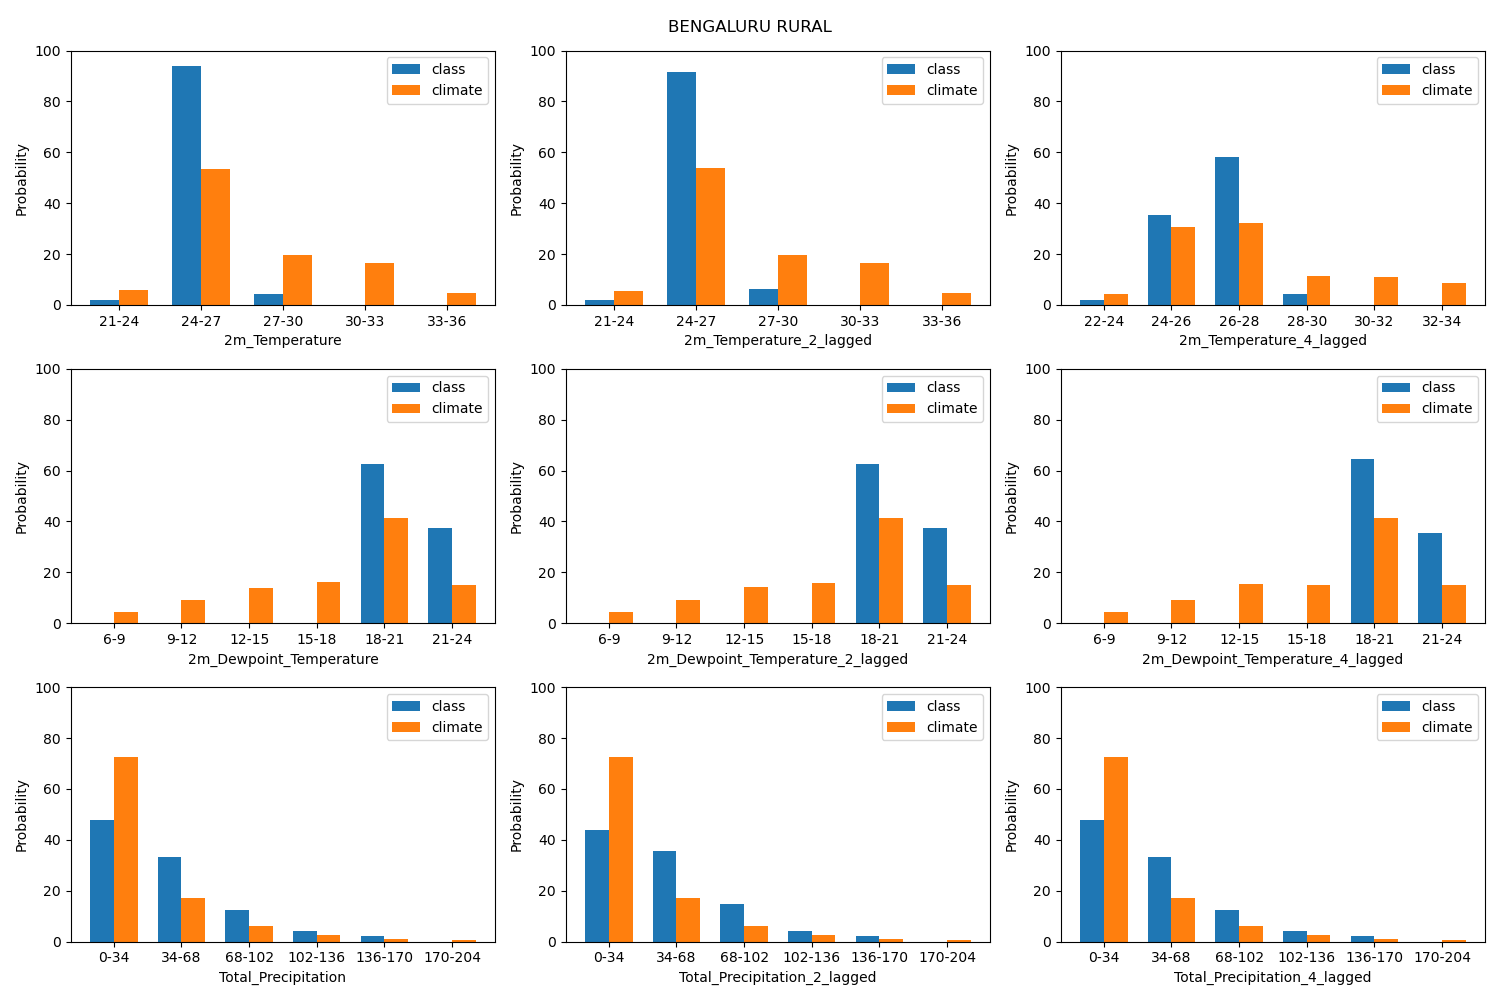 BENGALURU RURAL
100
80
60
40
20
0
Probability
class
climate
21-24 24-27 27-30 30-33 33-36
2m_Temperature
100
80
60
40
20
0
Probability
class
climate
21-24 24-27 27-30 30-33 33-36
2m_Temperature_2_lagged
100
80
60
40
20
0
Probability
class
climate
22-24 24-26 26-28 28-30 30-32 32-34
2m_Temperature_4_lagged
100
80
60
40
20
0
Probability
class
climate
6-9 9-12 12-15 15-18 18-21 21-24
2m_Dewpoint_Temperature
100
80
60
40
20
0
Probability
class
climate
6-9 9-12 12-15 15-18 18-21 21-24
2m_Dewpoint_Temperature_2_lagged
100
80
60
40
20
0
Probability
class
climate
6-9 9-12 12-15 15-18 18-21 21-24
2m_Dewpoint_Temperature_4_lagged
100
80
60
40
20
0
Probability
class
climate
0-34 34-68 68-102 102-136 136-170 170-204
Total_Precipitation
100
80
60
40
20
0
Probability
class
climate
0-34 34-68 68-102 102-136 136-170 170-204
Total_Precipitation_2_lagged
100
80
60
40
20
0
Probability
class
climate
0-34 34-68 68-102 102-136 136-170 170-204
Total_Precipitation_4_lagged